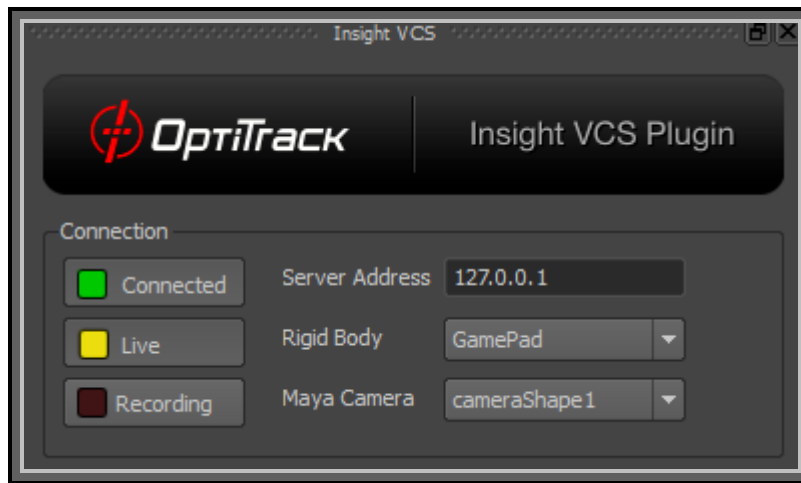 Insight VCS
OptiTrack Insight VCS Plugin
Connection
Connected Server Address 127.0.0.1
Live Rigid Body GamePad
Recording Maya Camera cameraShape1